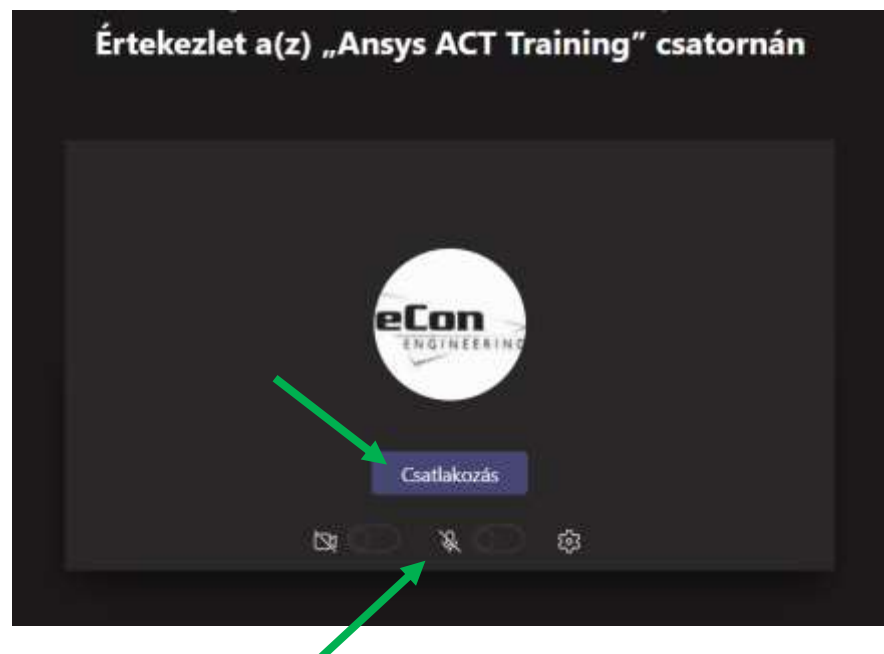 Értekezlet a(z) „Ansys ACT Training” csatornán
eCon
ENGINEERING
Csatlakozás